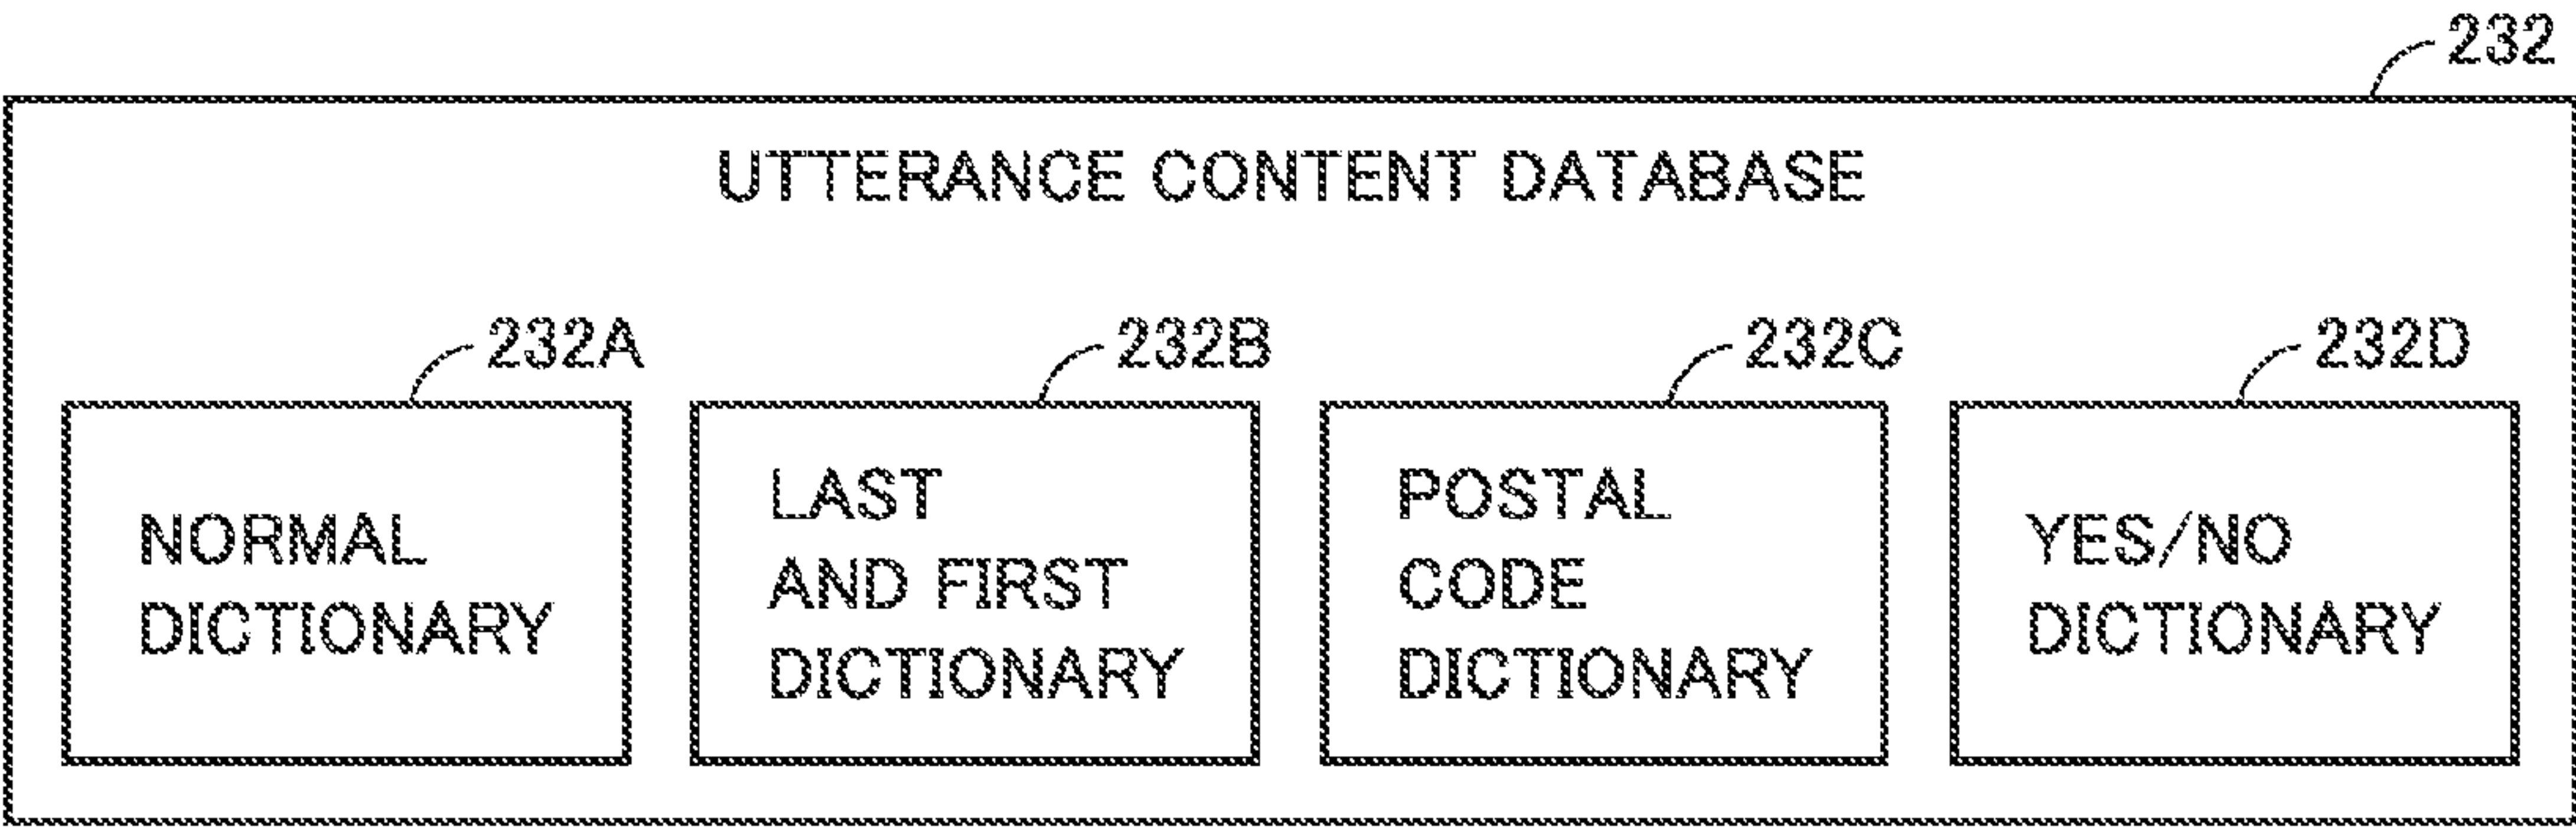 232
UTTERANCE CONTENT DATABASE
232A
232B
232C
232D
NORMAL
DICTIONARY
LAST
AND FIRST
DICTIONARY
POSTAL
CODE
DICTIONARY
YES/NO
DICTIONARY